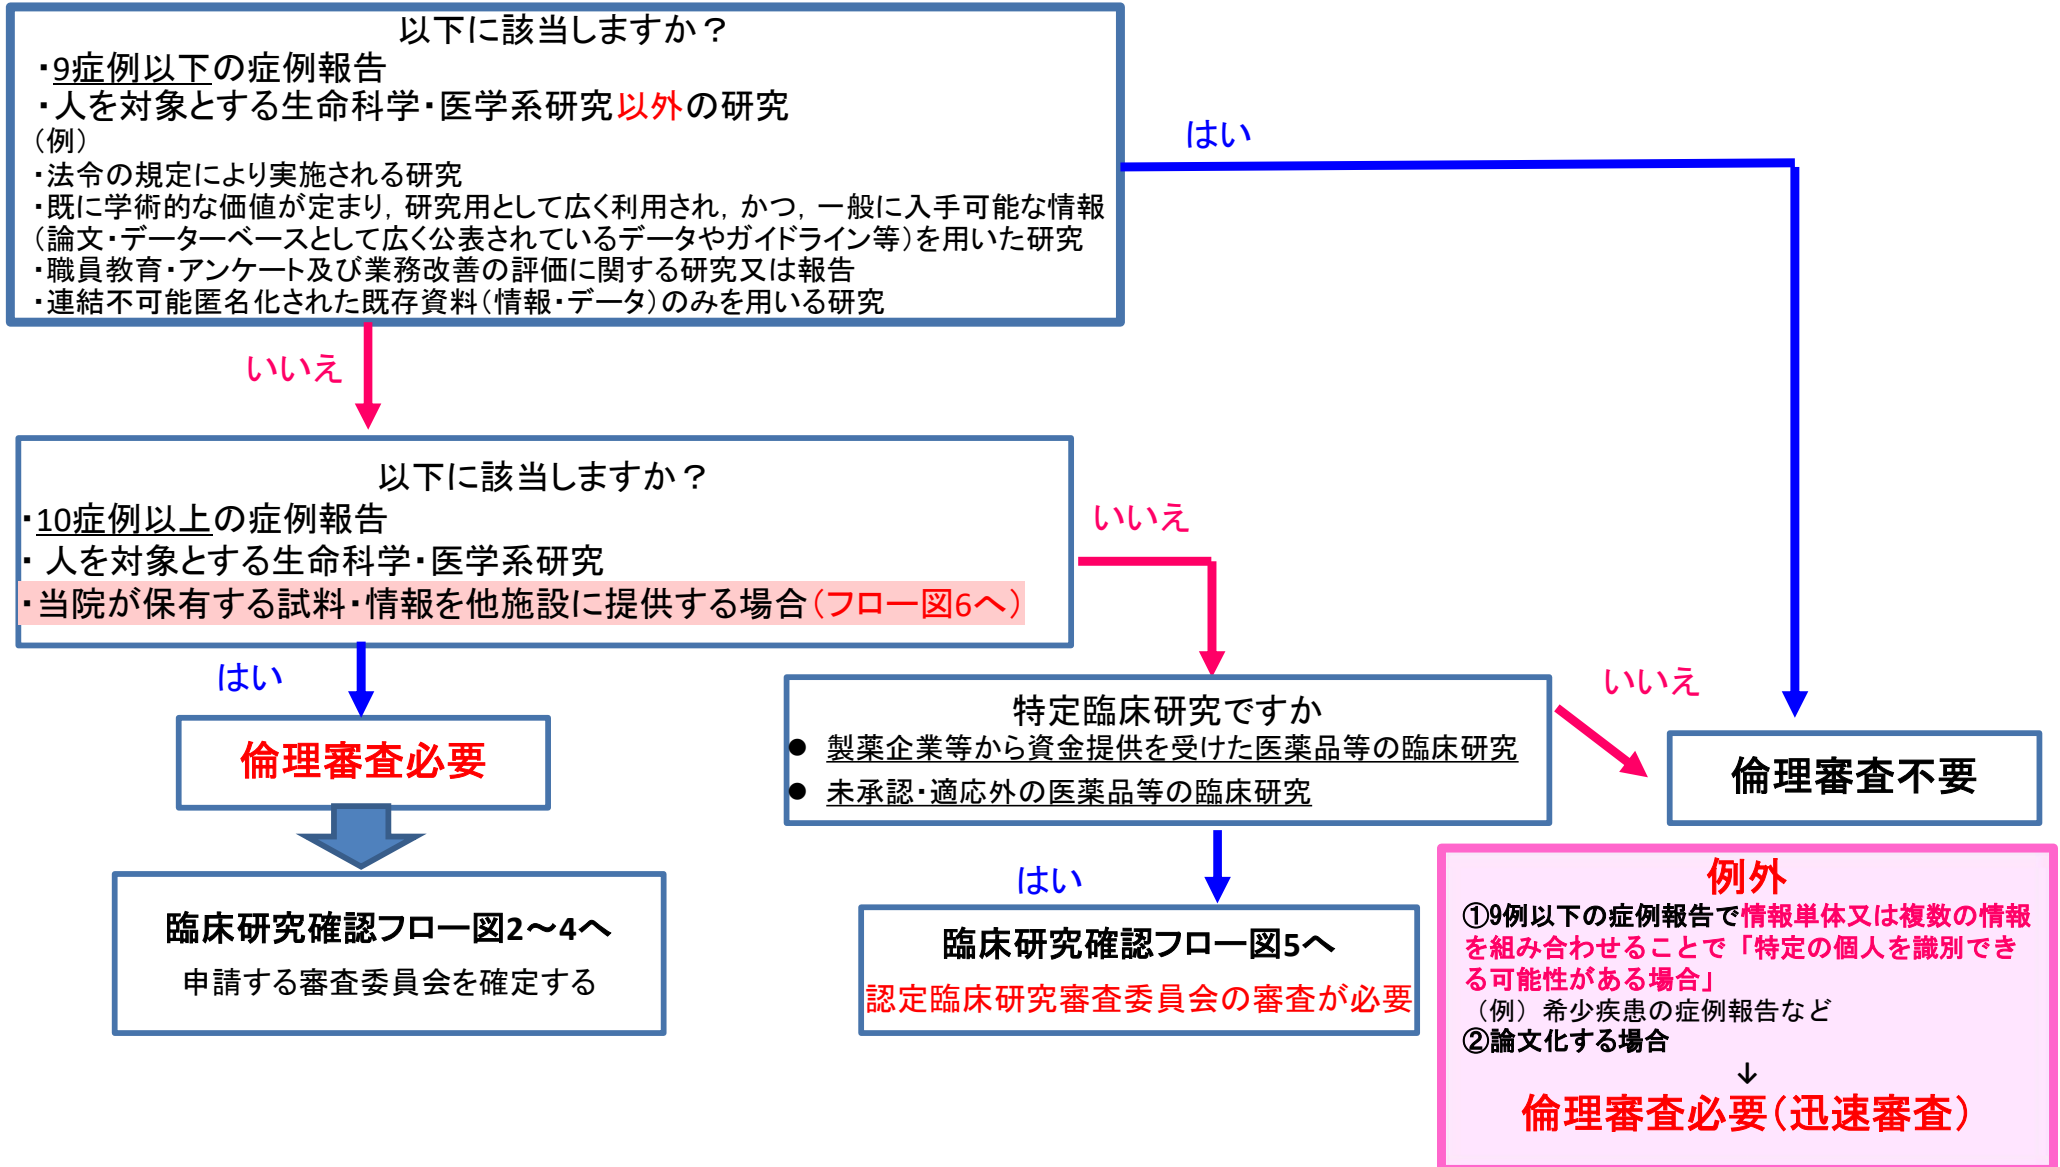 以下に該当しますか？
・9症例以下の症例報告
・人を対象とする生命科学・医学系研究以外の研究
（例）
・法令の規定により実施される研究
・既に学術的な価値が定まり，研究用として広く利用され，かつ，一般に入手可能な情報
（論文・データーベースとして広く公表されているデータやガイドライン等）を用いた研究
・職員教育・アンケート及び業務改善の評価に関する研究又は報告
・連結不可能匿名化された既存資料（情報・データ）のみを用いる研究
はい
いいえ
以下に該当しますか？
・10症例以上の症例報告
・ 人を対象とする生命科学・医学系研究
・当院が保有する試料・情報を他施設に提供する場合（フロー図6へ）
いいえ
はい
倫理審査必要
臨床研究確認フロー図2～4へ
申請する審査委員会を確定する
特定臨床研究ですか
● 製薬企業等から資金提供を受けた医薬品等の臨床研究
● 未承認・適応外の医薬品等の臨床研究
いいえ
はい
臨床研究確認フロー図5へ
認定臨床研究審査委員会の審査が必要
倫理審査不要
例外
①9例以下の症例報告で情報単体又は複数の情報
を組み合わせることで「特定の個人を識別でき
る可能性がある場合」
（例）希少疾患の症例報告など
②論文化する場合
↓
倫理審査必要（迅速審査）